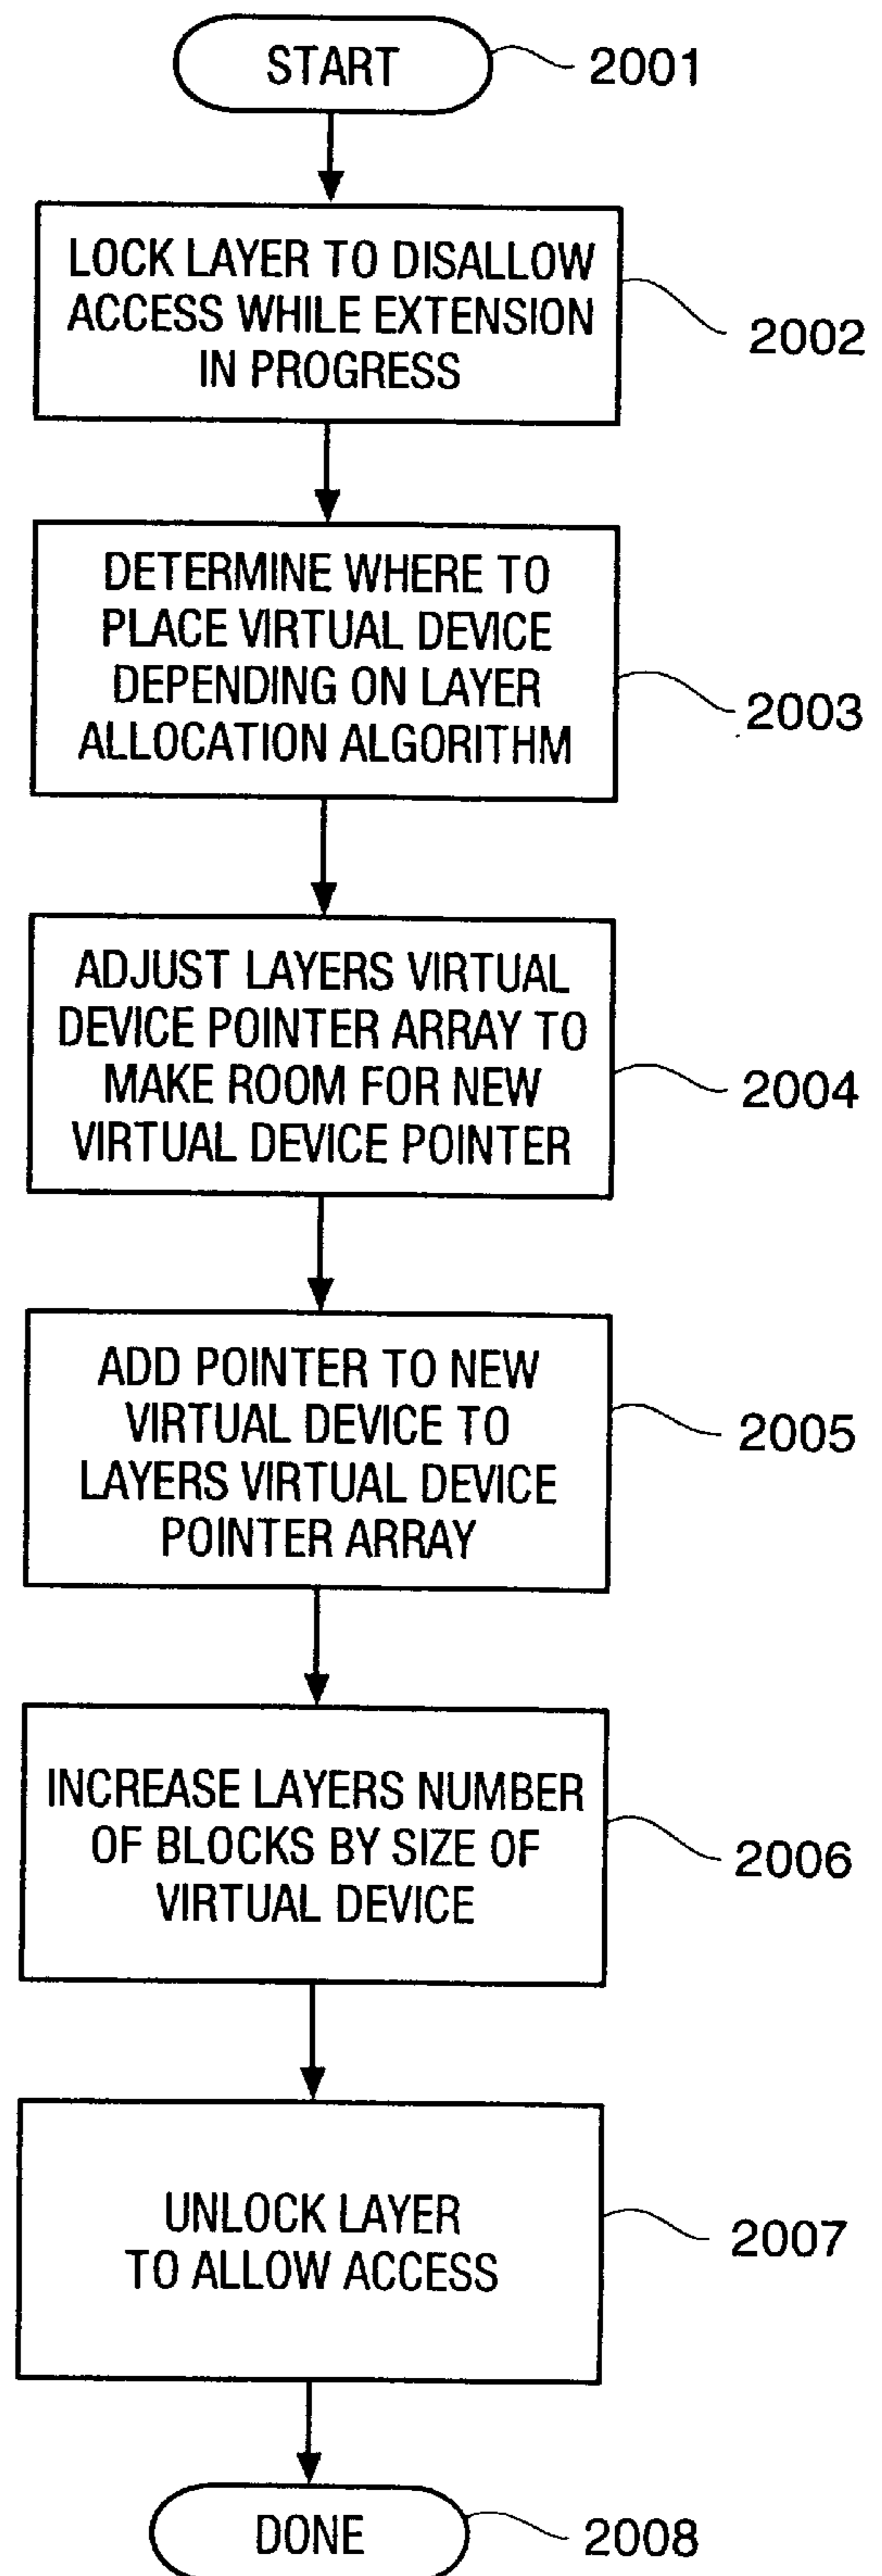 START
2001
LOCK LAYER TO DISALLOW
ACCESS WHILE EXTENSION
IN PROGRESS
2002
DETERMINE WHERE TO
PLACE VIRTUAL DEVICE
DEPENDING ON LAYER
ALLOCATION ALGORITHM
2003
ADJUST LAYERS VIRTUAL
DEVICE POINTER ARRAY TO
MAKE ROOM FOR NEW
VIRTUAL DEVICE POINTER
2004
ADD POINTER TO NEW
VIRTUAL DEVICE TO
LAYERS VIRTUAL DEVICE
POINTER ARRAY
2005
INCREASE LAYERS NUMBER
OF BLOCKS BY SIZE OF
VIRTUAL DEVICE
2006
UNLOCK LAYER
TO ALLOW ACCESS
2007
DONE
2008